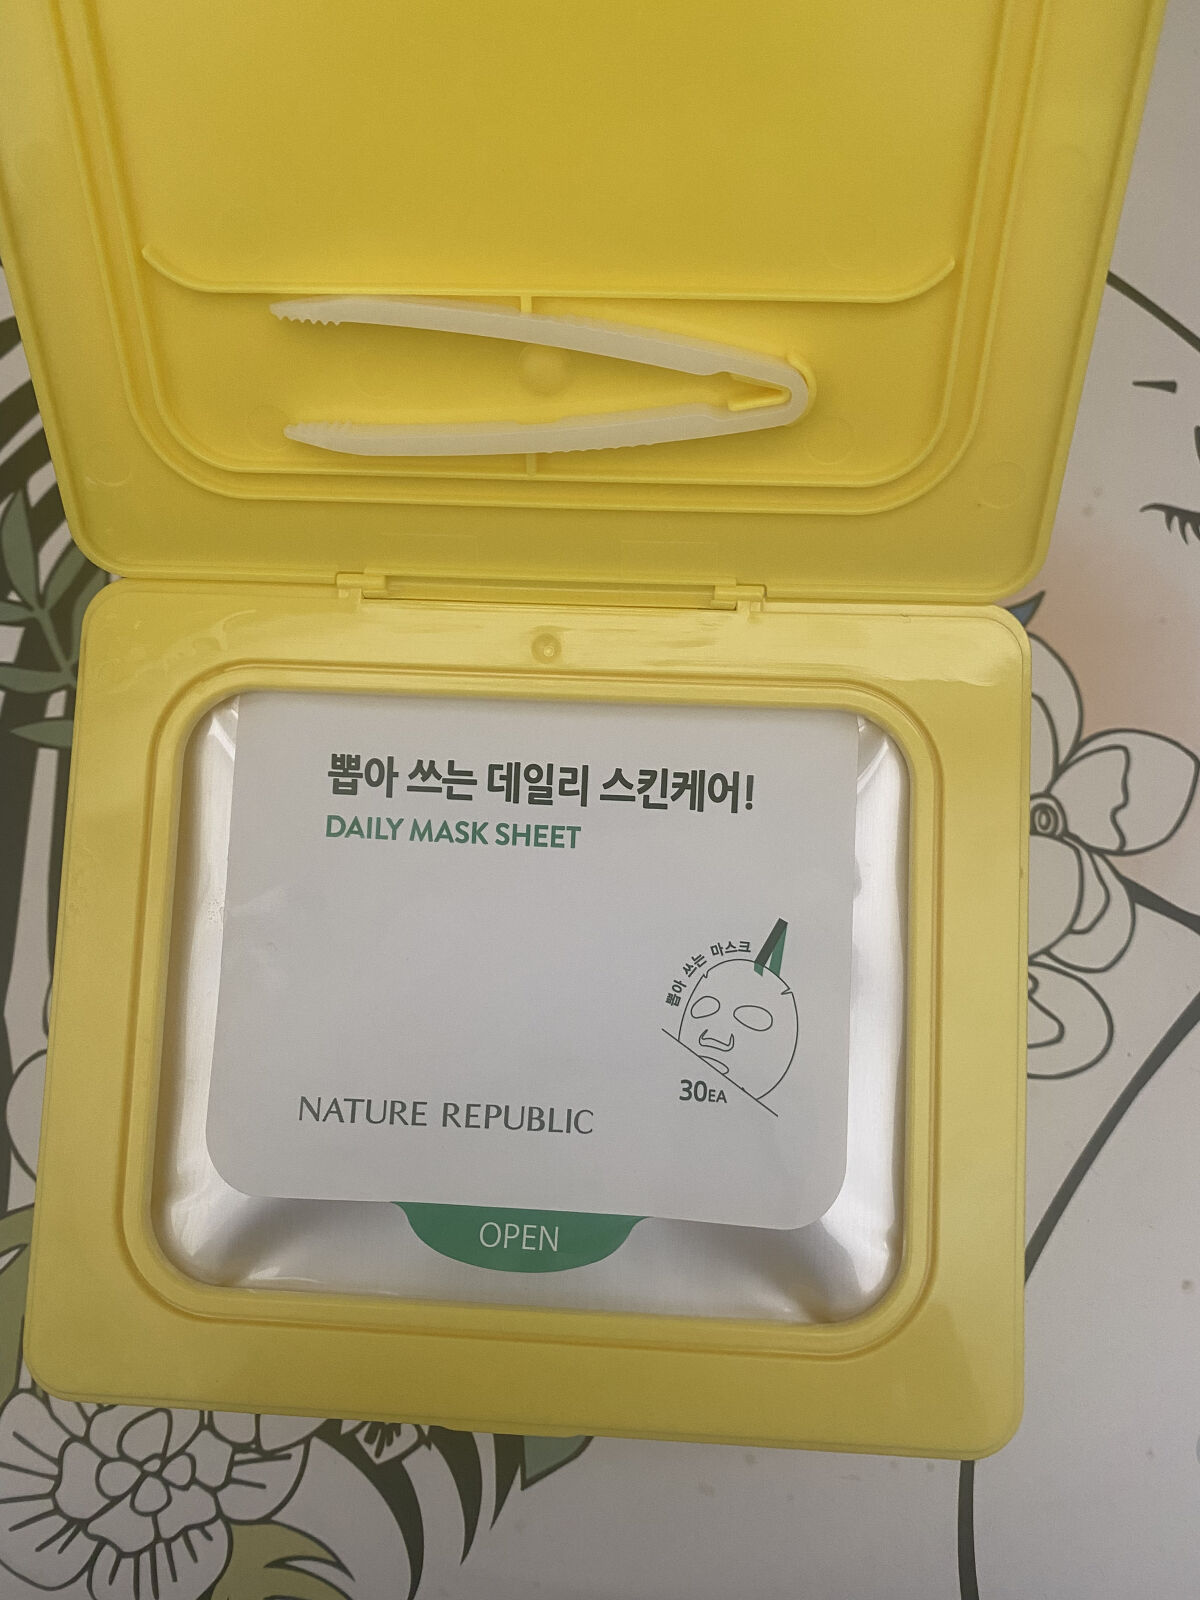 뽑아 쓰는 데일리 스킨케어!
DAILY MASK SHEET
뽑아 쓰는 마스크
30EA
NATURE REPUBLIC
OPEN